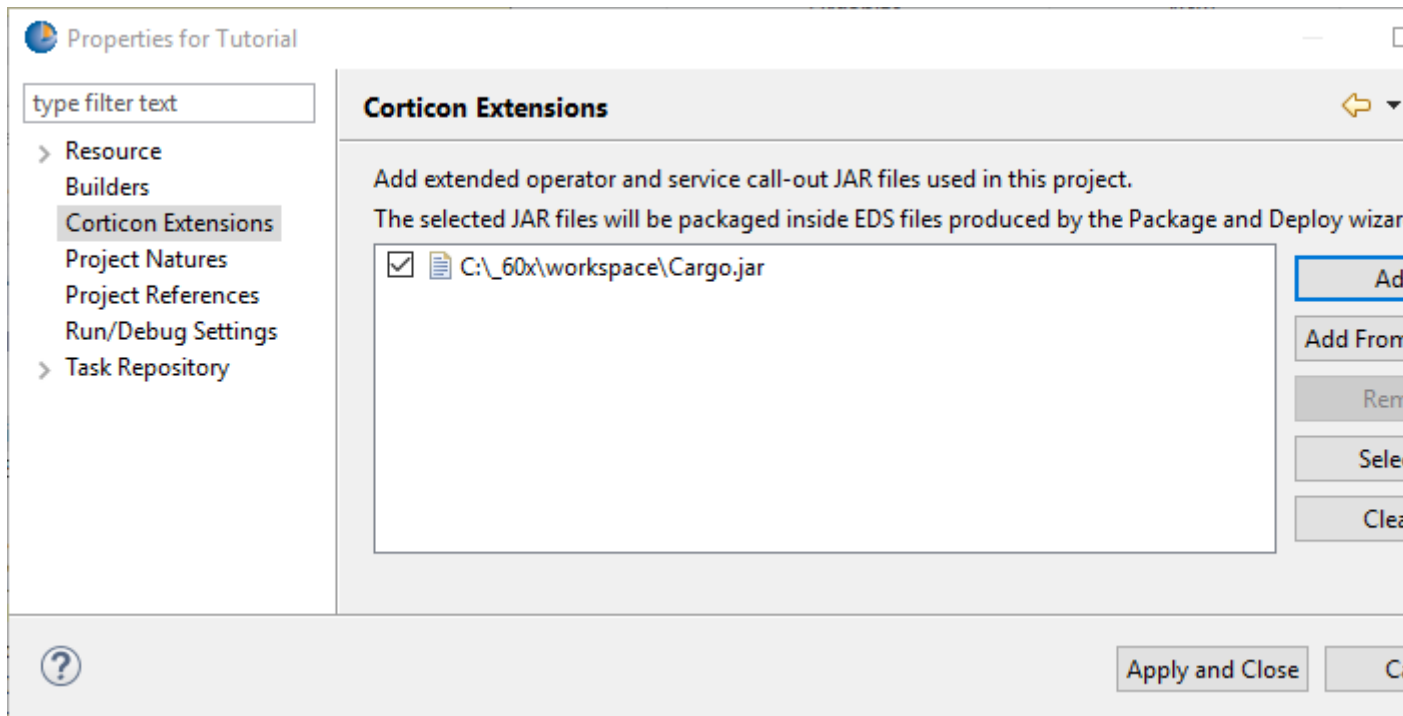 Properties for Tutorial
type filter text
Resource
Builders
Corticon Extensions
Project Natures
Project References
Run/Debug Settings
Task Repository
Corticon Extensions
Add extended operator and service call-out JAR files used in this project.
The selected JAR files will be packaged inside EDS files produced by the Package and Deploy wizar
C:\_60x\workspace\Cargo.jar
Ad
Add From
Rem
Sele
Clea
?
Apply and Close
Ca